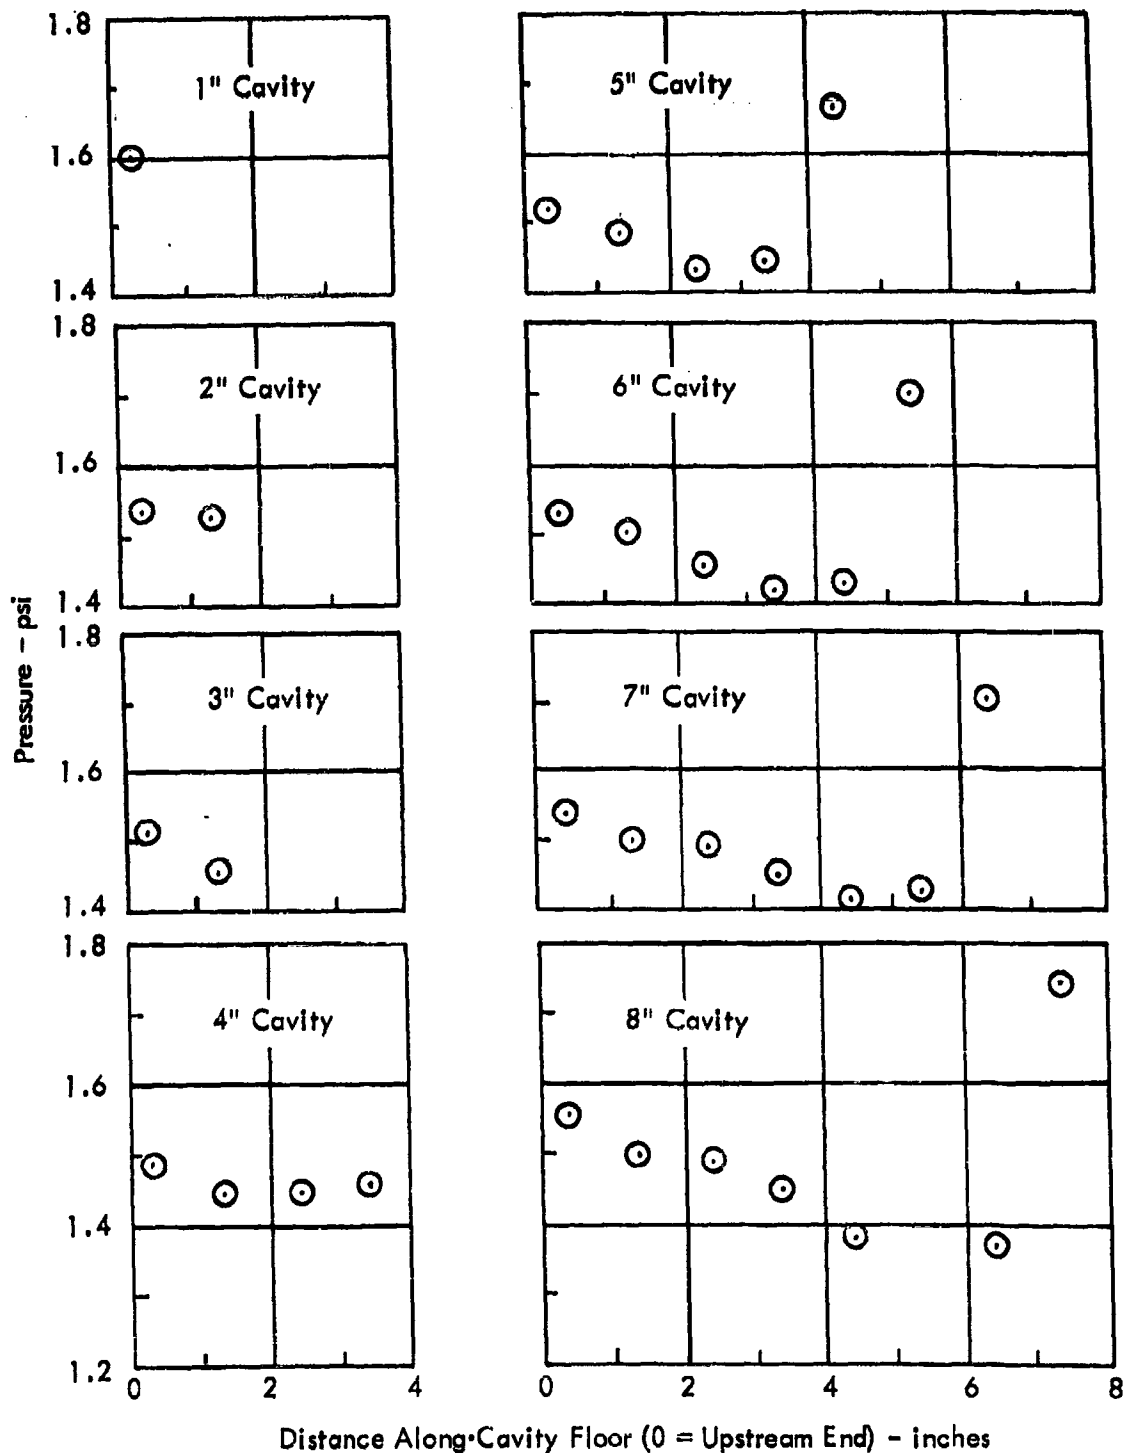 1.8
1" Cavity
5" Cavity
1.6
1.4
1.8
2" Cavity
6" Cavity
1.6
1.4
1.8
3" Cavity
7" Cavity
1.6
1.4
1.8
4" Cavity
8" Cavity
1.6
1.4
1.2
0 2 4
0 2 4 6 8
Pressure - psi
Distance Along Cavity Floor (0 = Upstream End) - inches